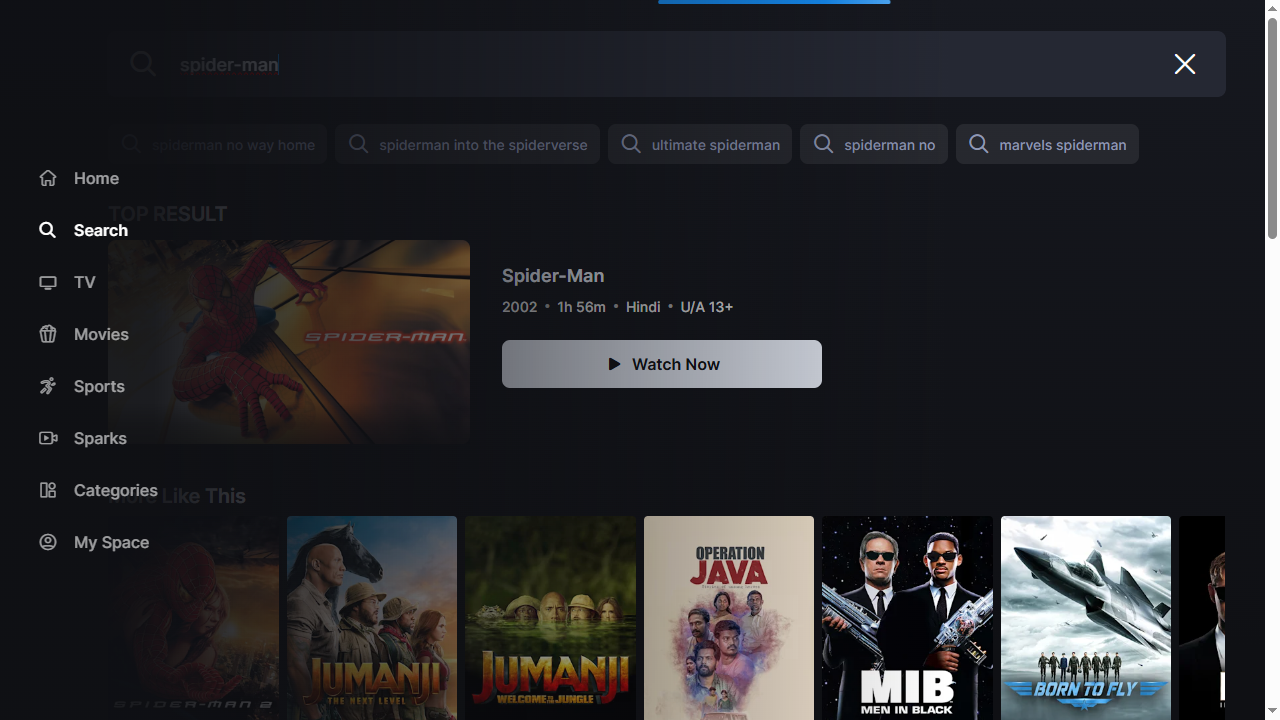 spider-man
spiderman no way home
spiderman into the spiderverse
ultimate spiderman
spiderman no
marvels spiderman
Home
TOP RESULT
Search
TV
Movies
Sports
Sparks
Categories
My Space
SPIDER-MAN
Spider-Man
2002 • 1h 56m • Hindi • U/A 13+
Watch Now
More Like This
SPIDER-MAN 2
JUMANJI
THE NEXT LEVEL
JUMANJI
WELCOME TO THE JUNGLE
OPERATION
JAVA
MIB
MEN IN BLACK
BORN TO FLY